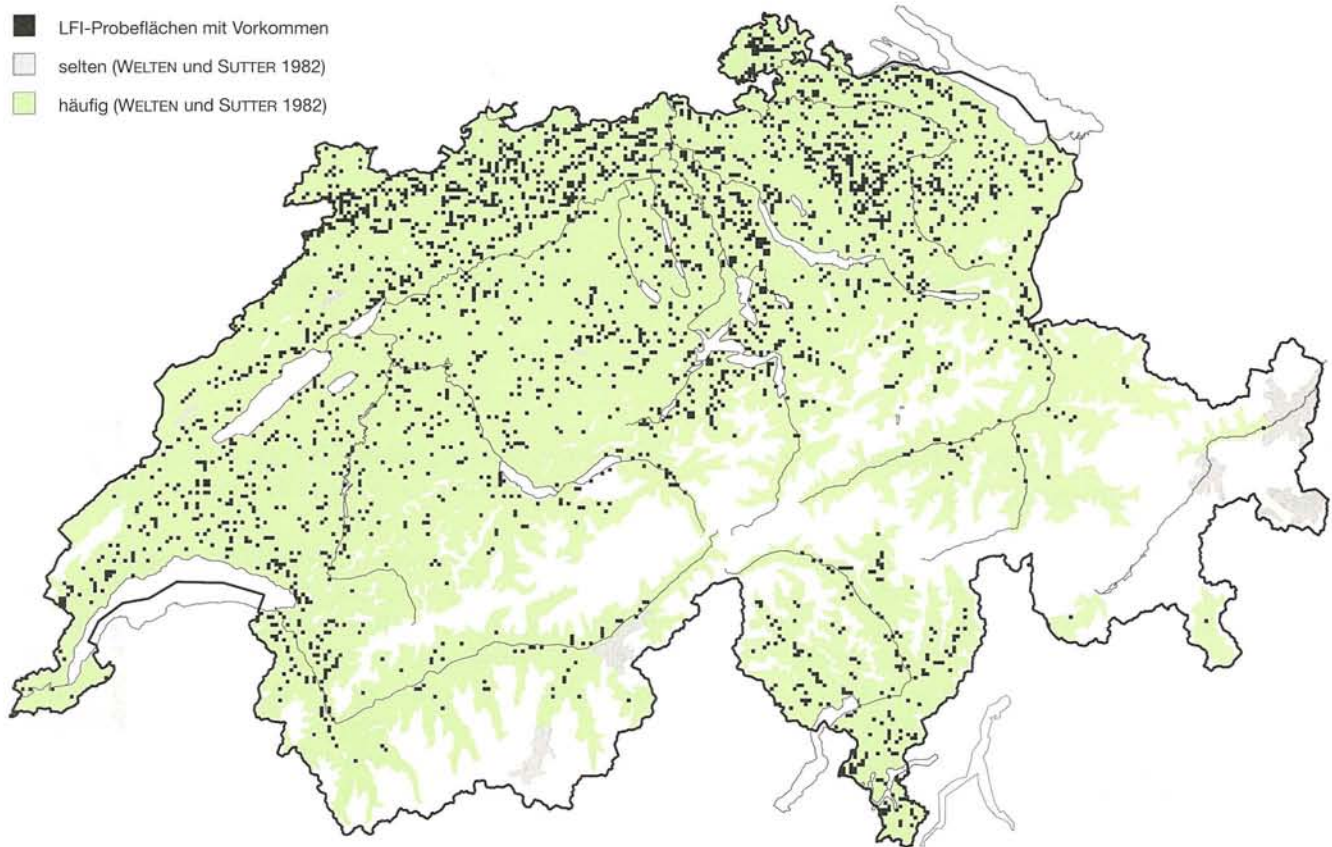 LFI-Probeflächen mit Vorkommen
selten (WELTEN und SUTTER 1982)
häufig (WELTEN und SUTTER 1982)